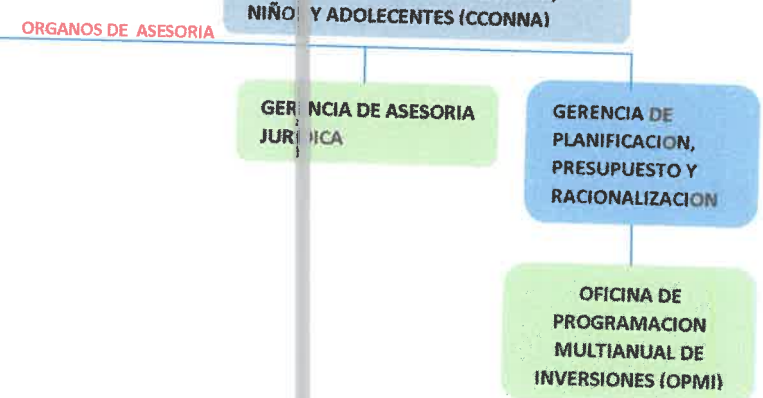 NIÑO Y ADOLECENTES (CCONNA)
ORGANOS DE ASESORIA
GERENCIA DE ASESORIA
JURIDICA
GERENCIA DE
PLANIFICACION,
PRESUPUESTO Y
RACIONALIZACION
OFICINA DE
PROGRAMACION
MULTIANUAL DE
INVERSIONES (OPMI)